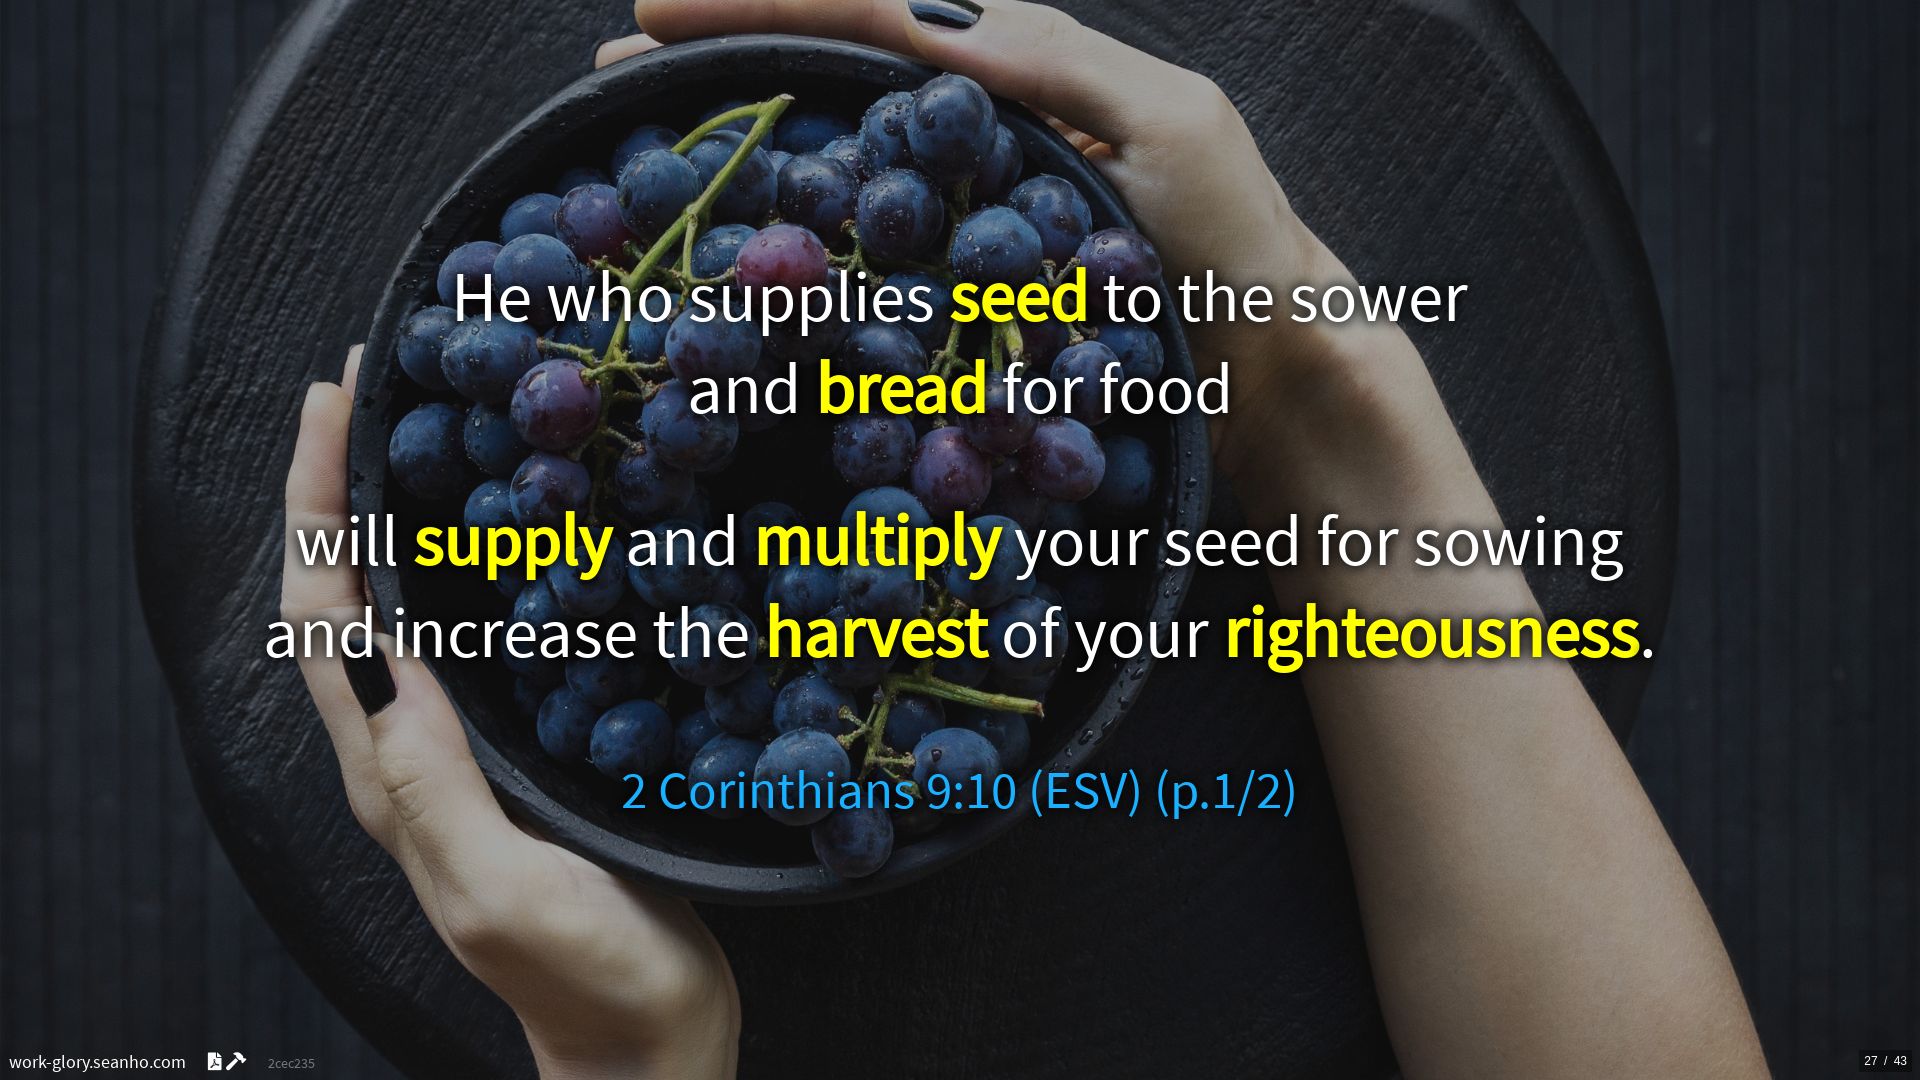 He who supplies seed to the sower
and bread for food
will supply and multiply your seed for sowing
and increase the harvest of your righteousness.
2 Corinthians 9:10 (ESV) (p.1/2)
work-glory.seanho.com 2cec235
27 / 43